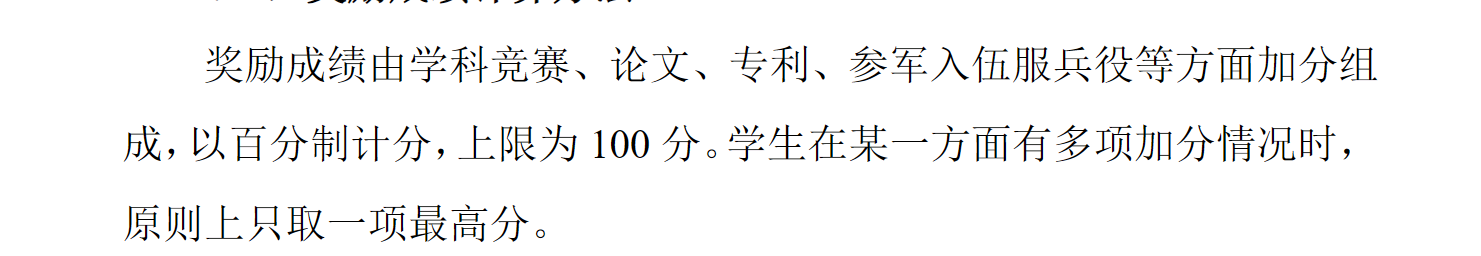 奖励成绩由学科竞赛、论文、专利、参军入伍服兵役等方面加分组
成，以百分制计分，上限为 100 分。学生在某一方面有多项加分情况时，
原则上只取一项最高分。